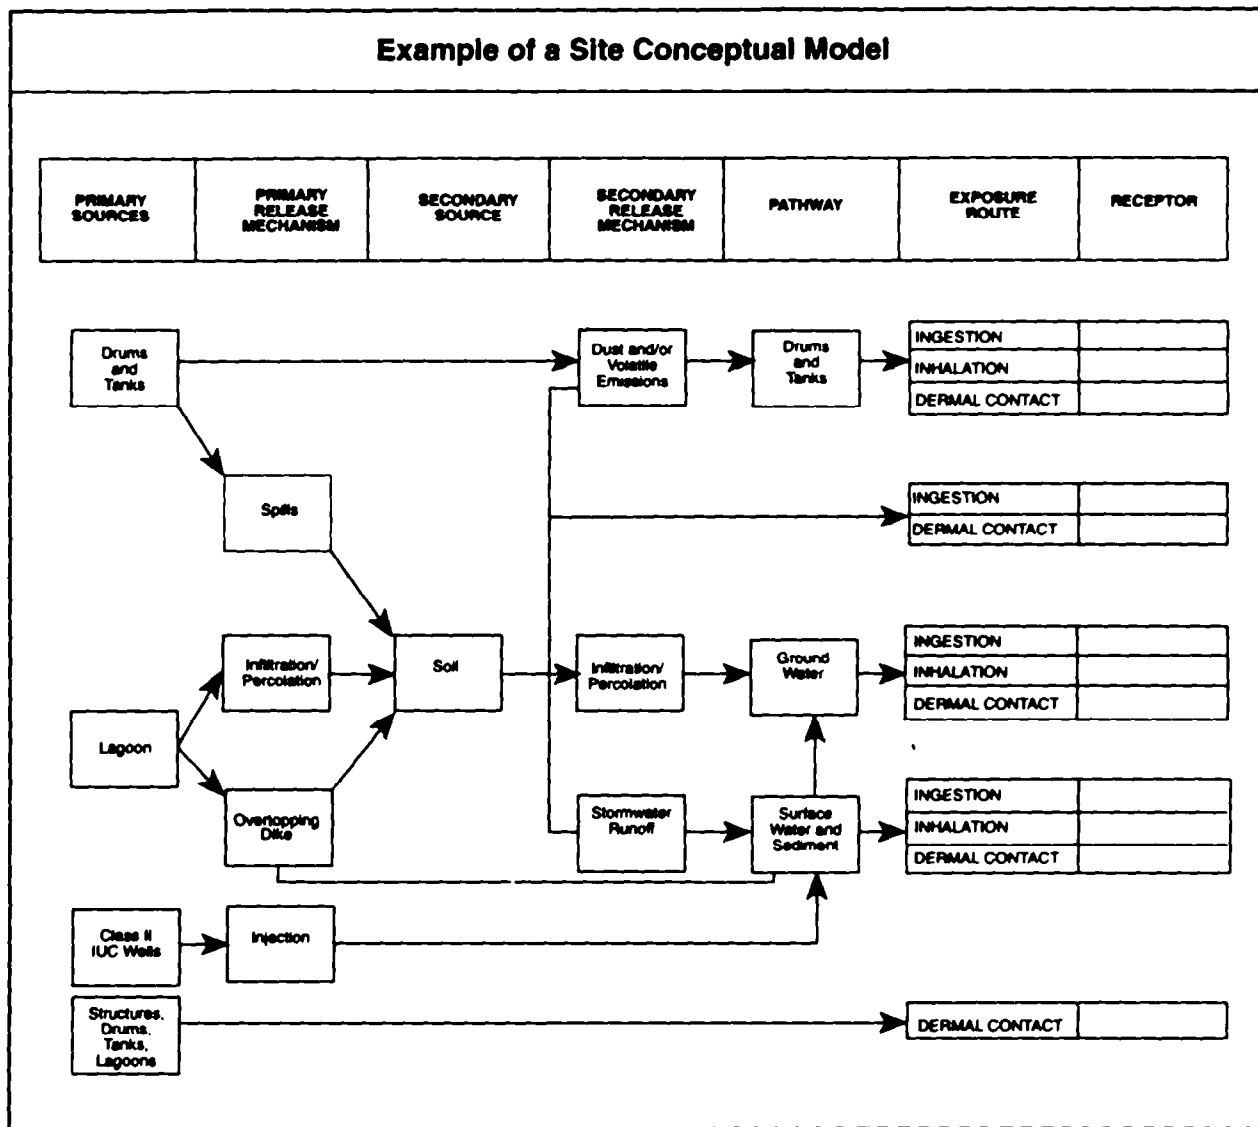 Example of a Site Conceptual Model
PRIMARY
SOURCES
PRIMARY
RELEASE
MECHANISM
SECONDARY
SOURCE
SECONDARY
RELEASE
MECHANISM
PATHWAY
EXPOSURE
ROUTE
RECEPTOR
Drums
and
Tanks
Dust and/or
Volatile
Emissions
Drums
and
Tanks
INGESTION
INHALATION
DERMAL CONTACT
Spills
INGESTION
DERMAL CONTACT
Infiltration/
Percolation
Soil
Infiltration/
Percolation
Ground
Water
INGESTION
INHALATION
DERMAL CONTACT
Lagoon
Overtopping
Dike
Stormwater
Runoff
Surface
Water and
Sediment
INGESTION
INHALATION
DERMAL CONTACT
Class II
IUC Wells
Injection
Structures,
Drums,
Tanks,
Lagoons
DERMAL CONTACT